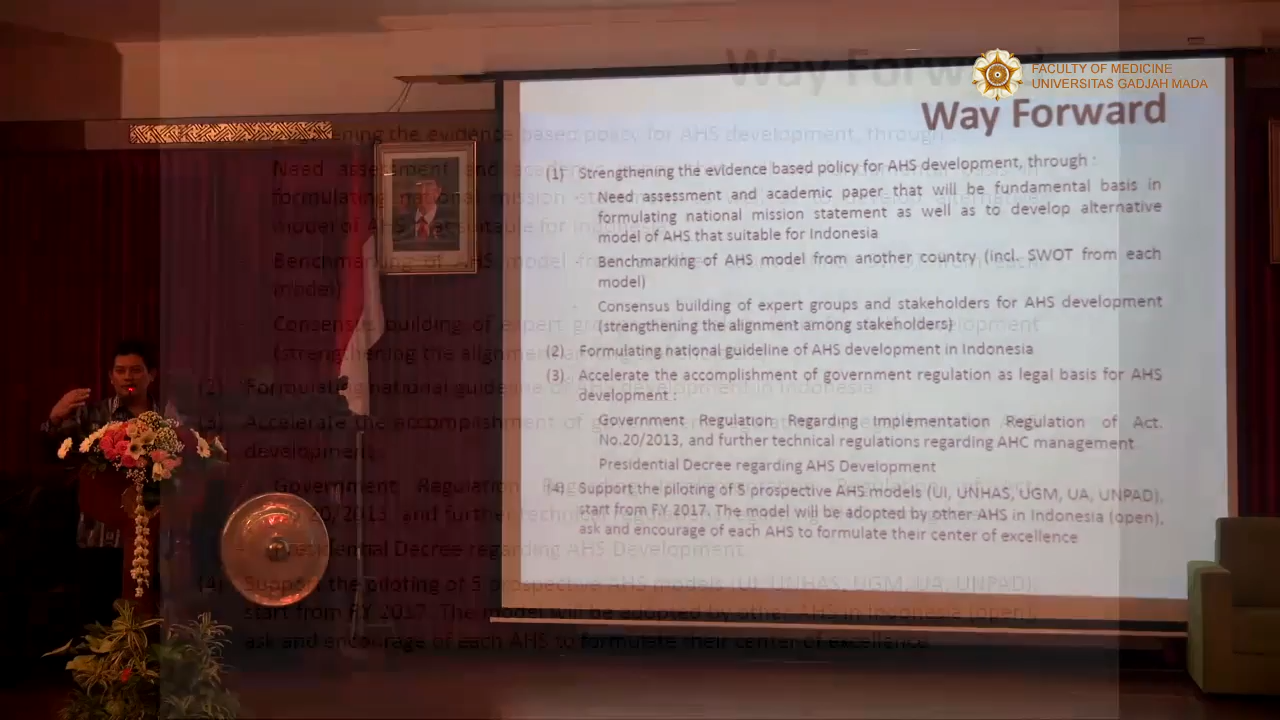 FACULTY OF MEDICINE
UNIVERSITAS GADJAH MADA
Way Forward
(1) Strengthening the evidence based policy for AHS development, through :
Need assessment and academic paper that will be fundamental basis in
formulating national mission statement as well as to develop alternative
model of AHS that suitable for Indonesia
Benchmarking of AHS model from another country (incl. SWOT from each
model)
Consensus building of expert groups and stakeholders for AHS development
(strengthening the alignment among stakeholders)
(2) Formulating national guideline of AHS development in Indonesia
(3) Accelerate the accomplishment of government regulation as legal basis for AHS
development :
Government Regulation Regarding Implementation Regulation of Act.
No.20/2013, and further technical regulations regarding AHC management
Presidential Decree regarding AHS Development
(4) Support the piloting of 5 prospective AHS models (UI, UNHAS, UGM, UA, UNPAD),
start from FY 2017. The model will be adopted by other AHS in Indonesia (open),
ask and encourage of each AHS to formulate their center of excellence